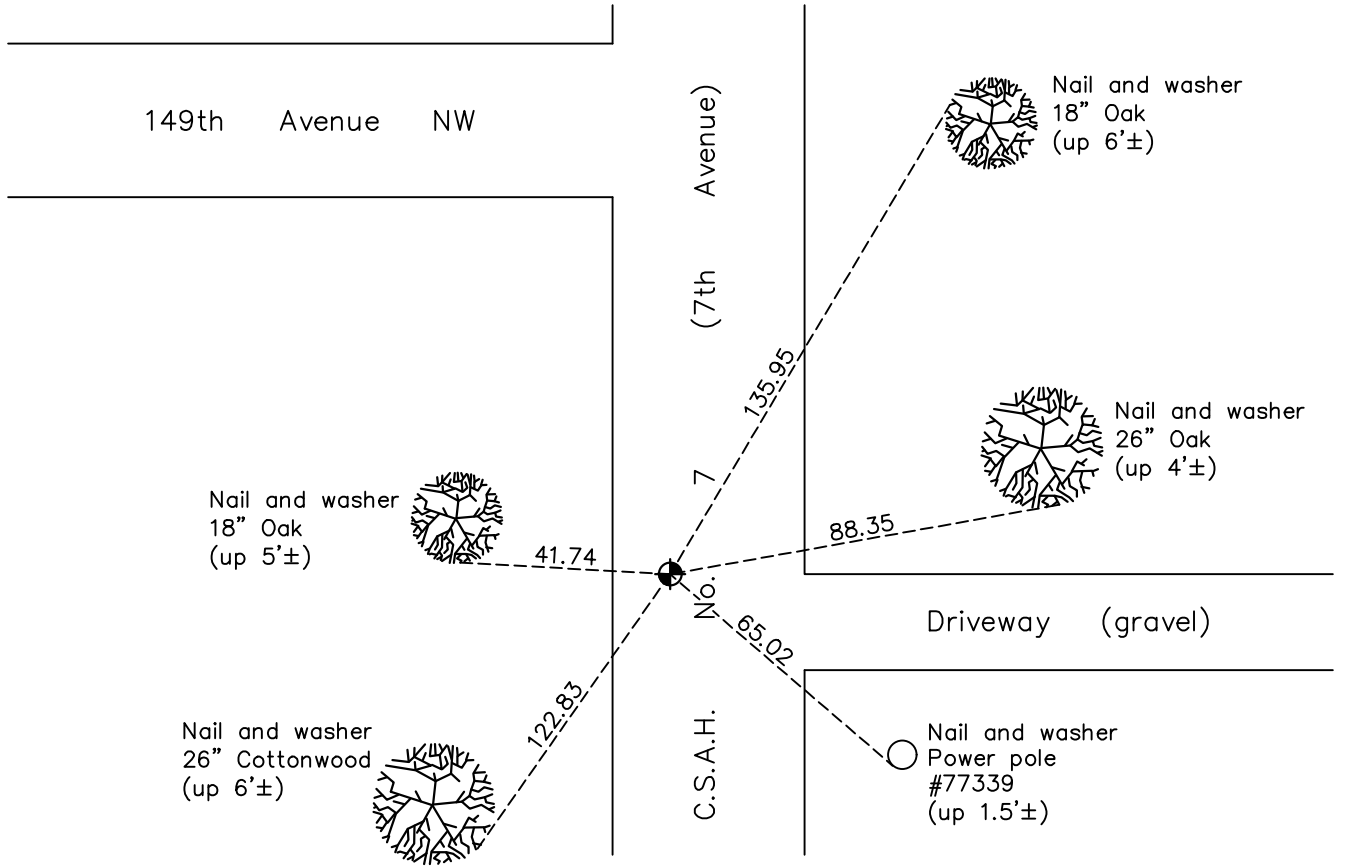 149th Avenue NW
C.S.A.H. No. 7 (7th Avenue)
Nail and washer
18” Oak
(up 6’±)
135.95
Nail and washer
26” Oak
(up 4’±)
88.35
Nail and washer
18” Oak
(up 5’±)
41.74
65.02
Driveway (gravel)
122.83
Nail and washer
26” Cottonwood
(up 6’±)
Nail and washer
Power pole
#77339
(up 1.5’±)